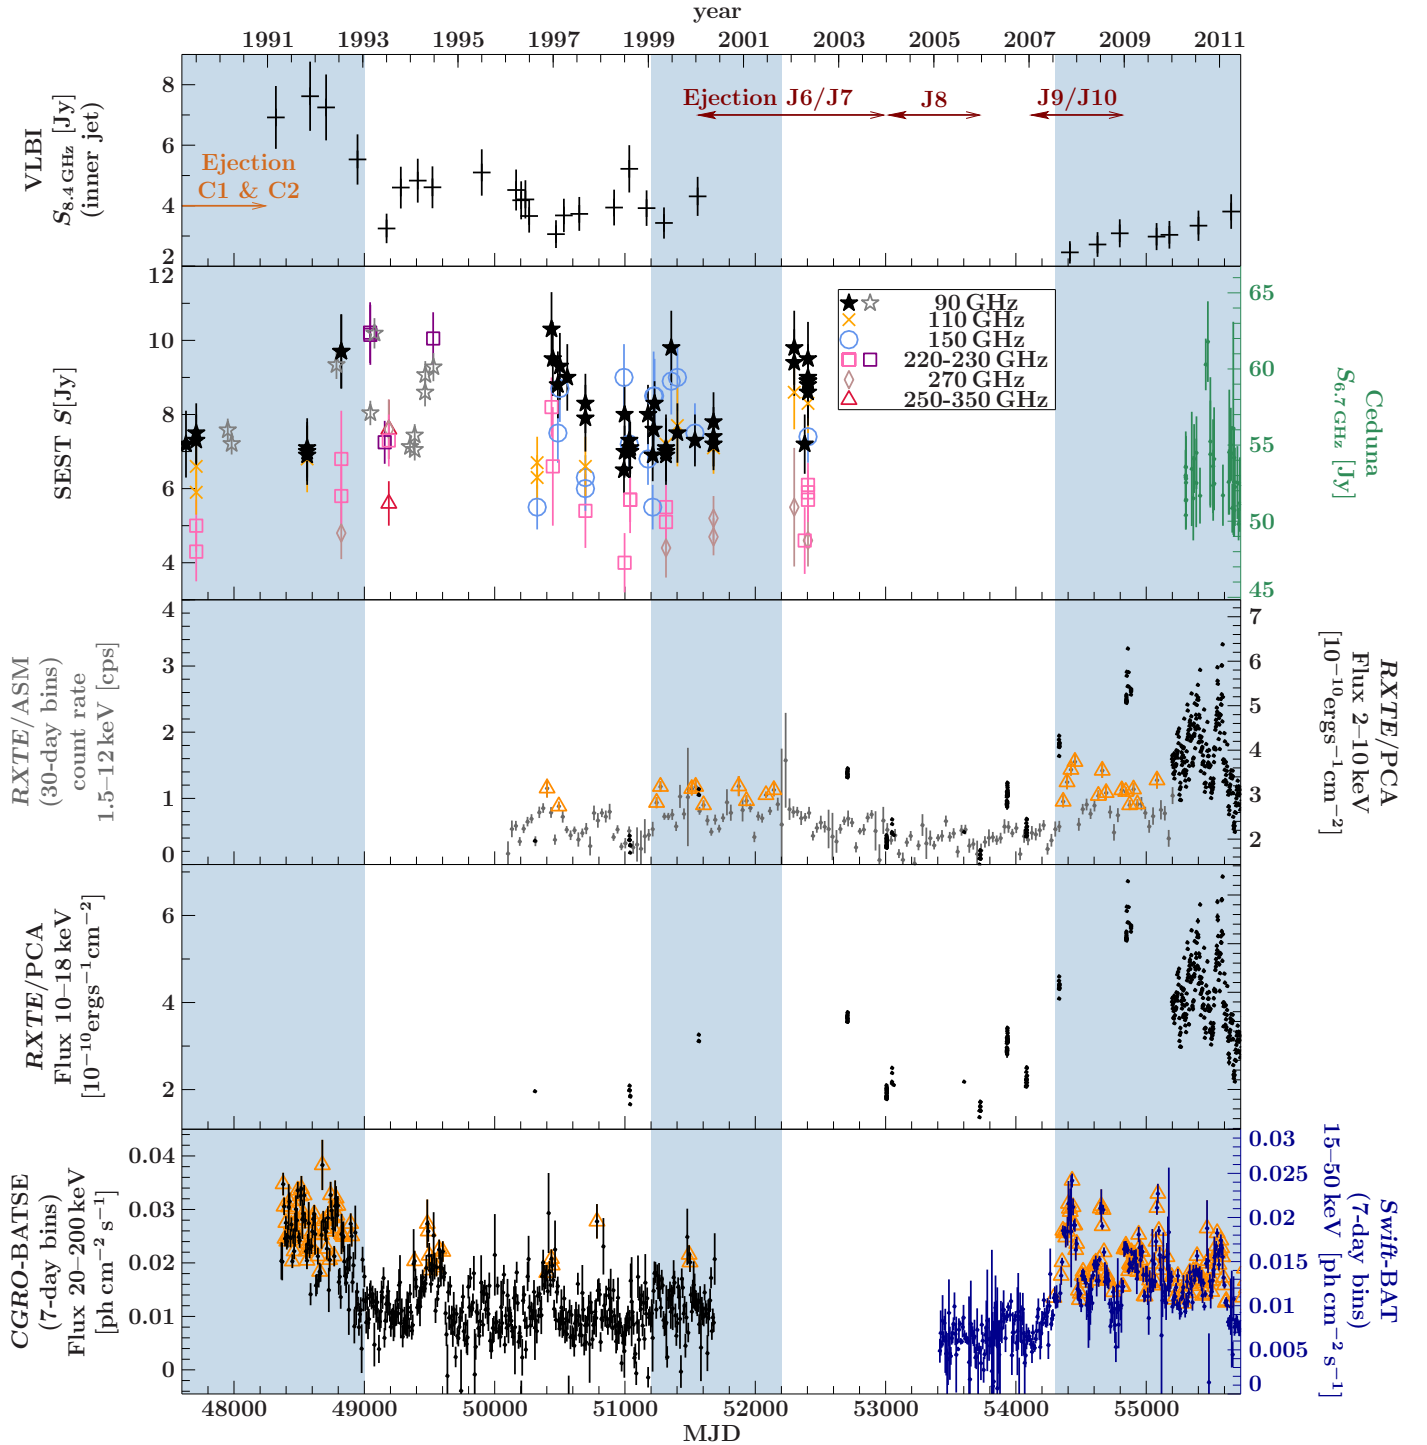 year
1991 1993 1995 1997 1999 2001 2003 2005 2007 2009 2011
VLBI
S8.4 GHz [Jy]
(inner jet)
8
6
4
2
Ejection
C1 & C2
Ejection J6/J7
J8
J9/J10
SEST S[Jy]
12
10
8
6
4
90 GHz
110 GHz
150 GHz
220-230 GHz
270 GHz
250-350 GHz
65
60
55
50
45
Ceduna
S6.7 GHz [Jy]
RXTE/ASM
(30-day bins)
count rate
1.5–12 keV [cps]
4
3
2
1
0
7
6
5
4
3
2
RXTE/PCA
Flux 2–10 keV
[10⁻¹⁰ergs⁻¹cm⁻²]
RXTE/PCA
Flux 10–18 keV
[10⁻¹⁰ergs⁻¹cm⁻²]
6
4
2
CGRO-BATSE
(7-day bins)
Flux 20–200 keV
[ph cm⁻² s⁻¹]
0.04
0.03
0.02
0.01
0
0.03
0.025
0.02
0.015
0.01
0.005
0
Swift-BAT
(7-day bins)
15–50 keV [ph cm⁻² s⁻¹]
48000 49000 50000 51000 52000 53000 54000 55000
MJD